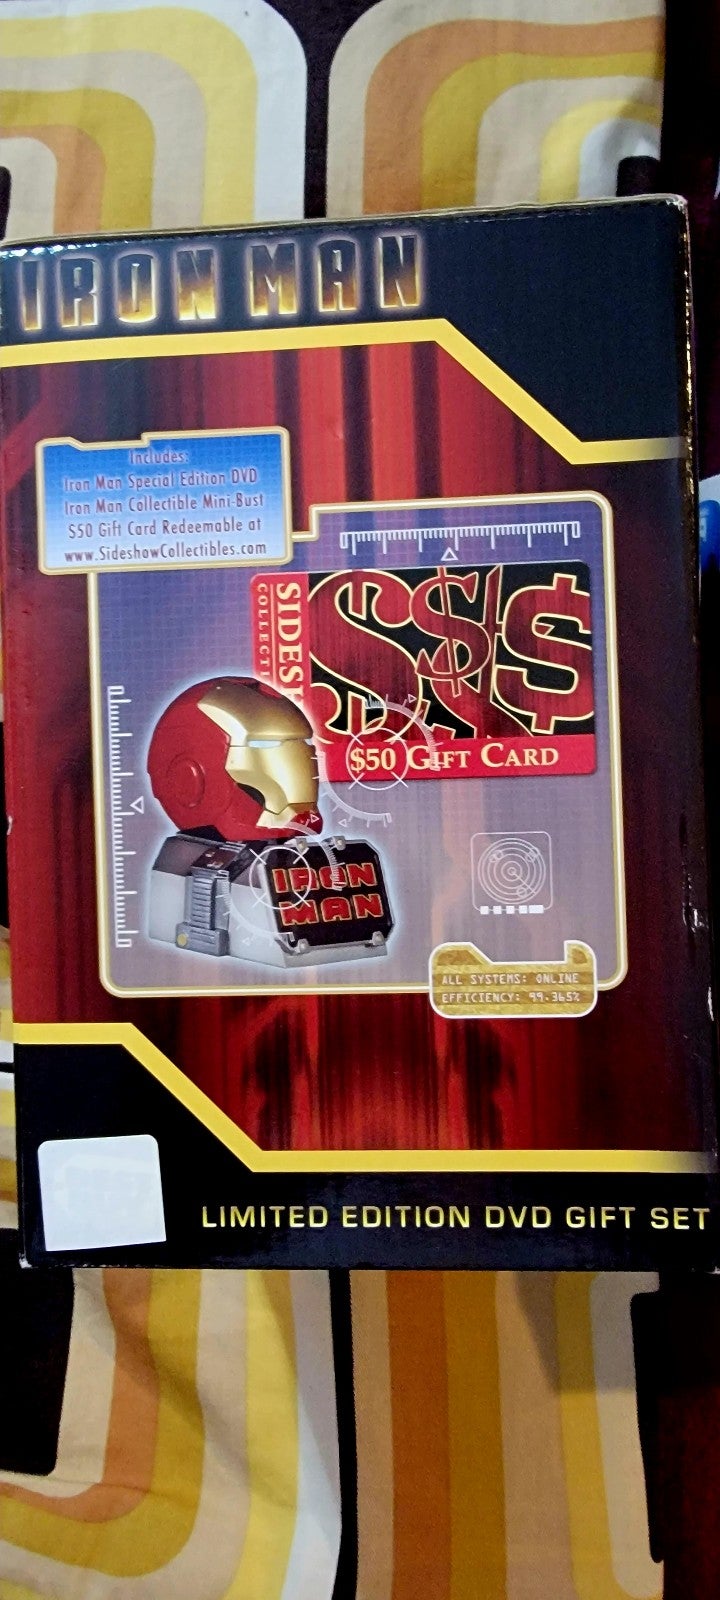 IRON MAN
Includes:
Iron Man Special Edition DVD
Iron Man Collectible Mini-Bust
$50 Gift Card Redeemable at
www.SideshowCollectibles.com
$50 GIFT CARD
IRON
MAN
ALL SYSTEMS: ONLINE
EFFICIENCY: 99.365%
LIMITED EDITION DVD GIFT SET